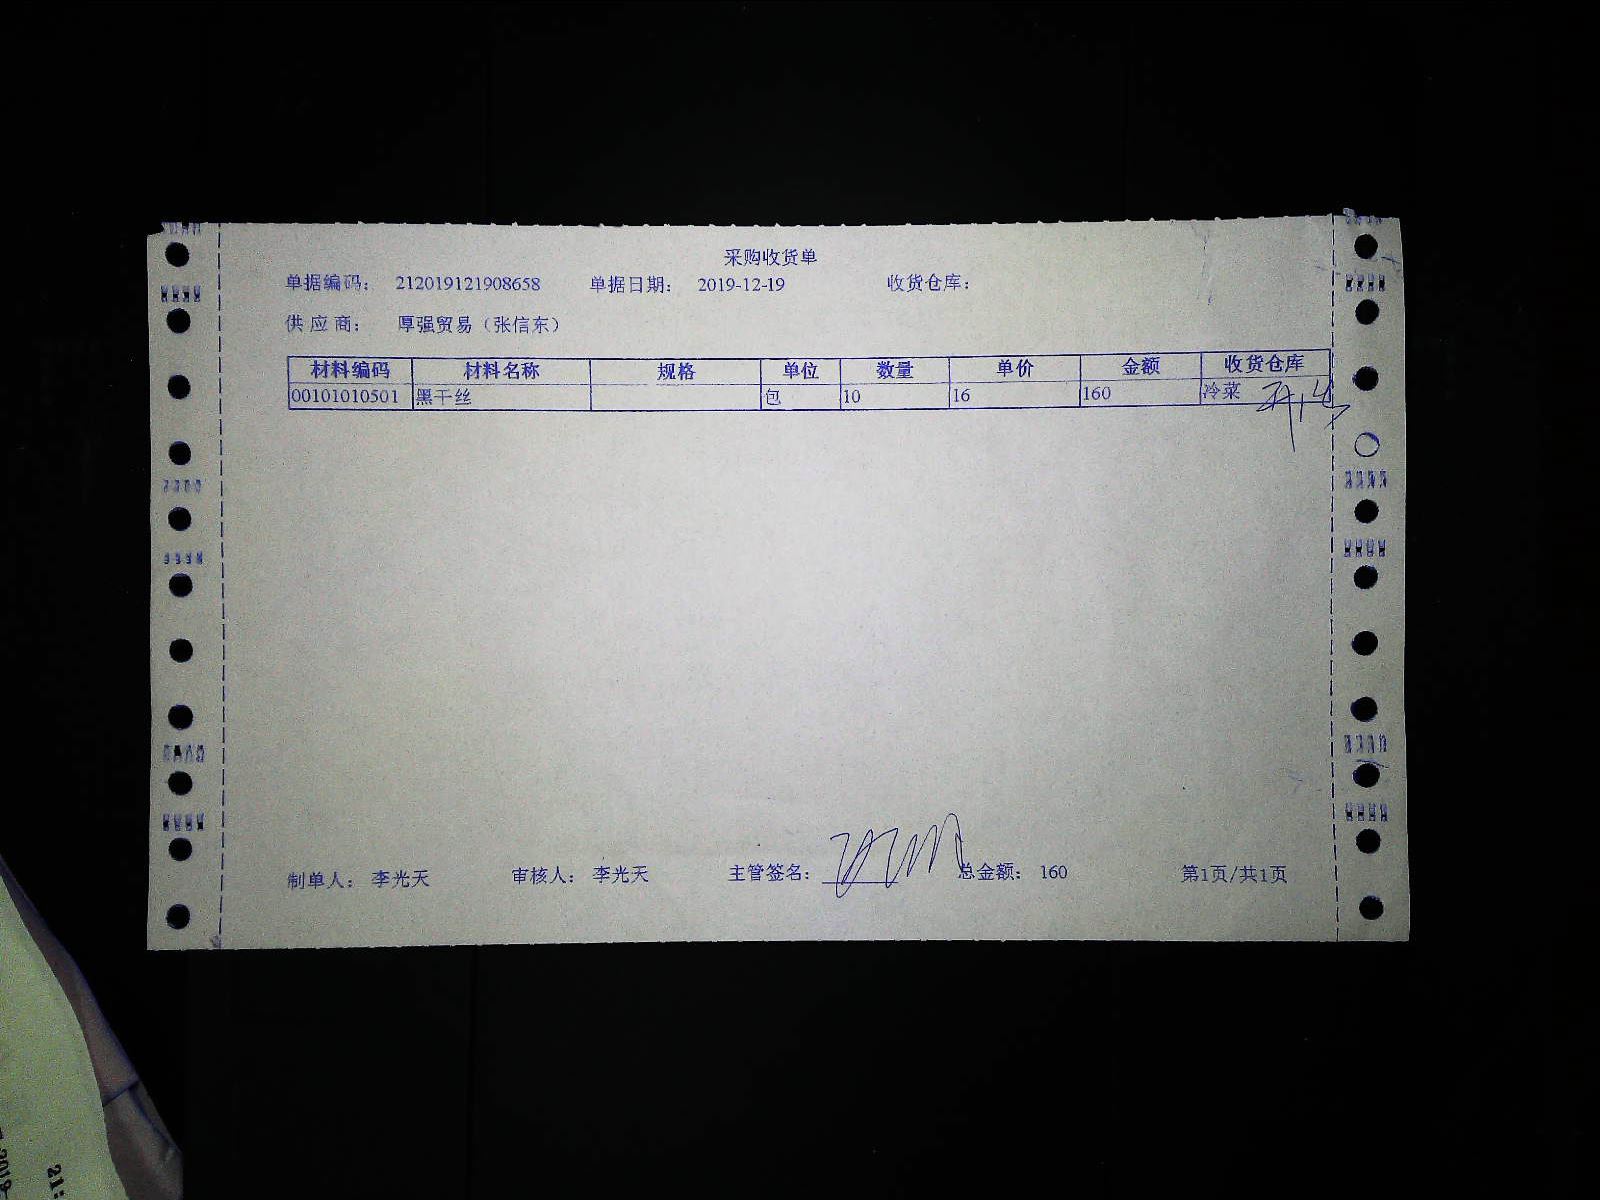 采购收货单
单据编码: 212019121908658 单据日期: 2019-12-19 收货仓库:
供应商: 厚强贸易（张信东）
材料编码 材料名称 规格 单位 数量 单价 金额 收货仓库
00101010501 黑干丝 包 10 16 160 冷菜
制单人: 李光天 审核人: 李光天 主管签名: 总金额: 160 第1页/共1页